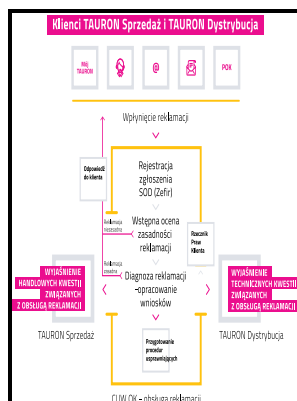 Klienci TAURON Sprzedaż i TAURON Dystrybucja
Mój
TAURON
@
POK
Wpłynięcie reklamacji
Odpowiedź
do klienta
Rejestracja
zgłoszenia
SOD (Zefir)
Reklamacja
niezasadna
Wstępna ocena
zasadności
reklamacji
Rzecznik
Praw
Klienta
Reklamacja
zasadna
Diagnoza reklamacji
–opracowanie
wniosków
WYJAŚNIENIE
HANDLOWYCH KWESTII
ZWIĄZANYCH
Z OBSŁUGĄ REKLAMACJI
WYJAŚNIENIE
TECHNICZNYCH KWESTII
ZWIĄZANYCH
Z OBSŁUGĄ REKLAMACJI
TAURON Sprzedaż
TAURON Dystrybucja
Przygotowanie
procedur
usprawniających
CUW OK – obsługa reklamacji